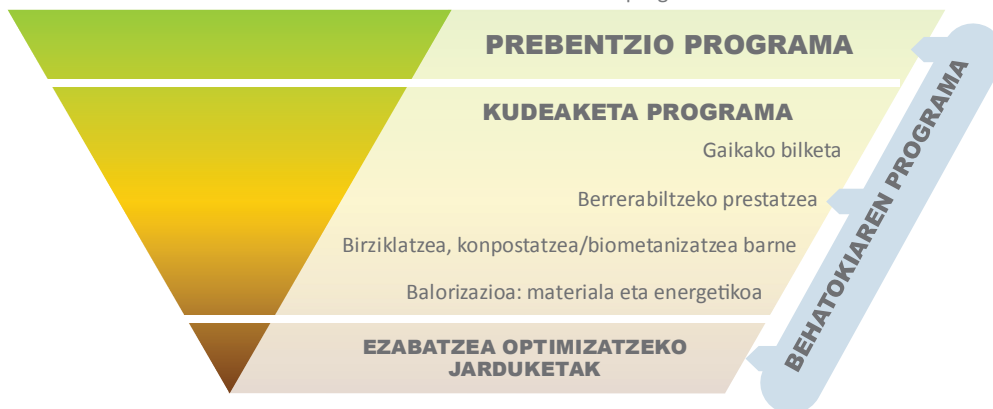 PREBENTZIO PROGRAMA
KUDEAKETA PROGRAMA
Gaikako bilketa
Berrerabiltzeko prestatzea
Birziklatzea, konpostatzea/biometanizatzea barne
Balorizazioa: materiala eta energetikoa
EZABATZEA OPTIMIZATZEKO
JARDUKETAK
BEHATOKIAREN PROGRAMA